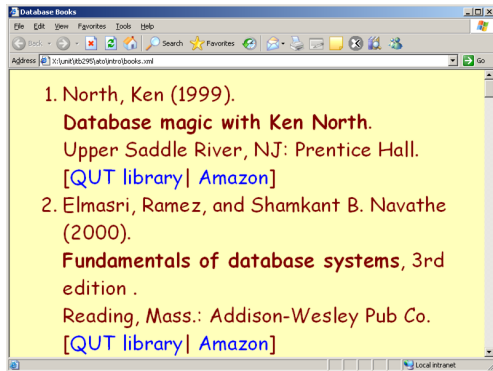 Database Books
File Edit View Favorites Tools Help
Back Search Favorites
Address X:\unit\itb295\ato\intro\books.xml Go
1. North, Ken (1999).
Database magic with Ken North.
Upper Saddle River, NJ: Prentice Hall.
[QUT library| Amazon]
2. Elmasri, Ramez, and Shamkant B. Navathe
(2000).
Fundamentals of database systems, 3rd
edition .
Reading, Mass.: Addison-Wesley Pub Co.
[QUT library| Amazon]
Local intranet